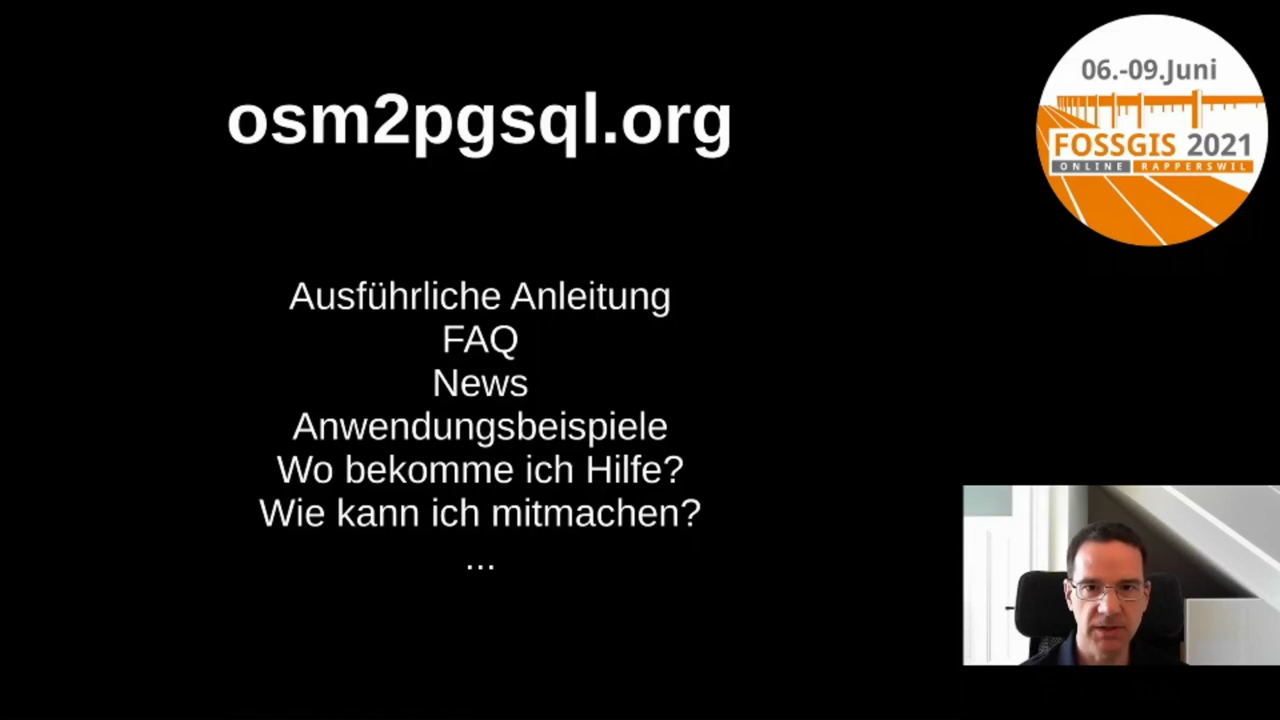 osm2pgsql.org
Ausführliche Anleitung
FAQ
News
Anwendungsbeispiele
Wo bekomme ich Hilfe?
Wie kann ich mitmachen?
...
06.-09.Juni
FOSSGIS 2021
ONLINE RAPPERSWIL